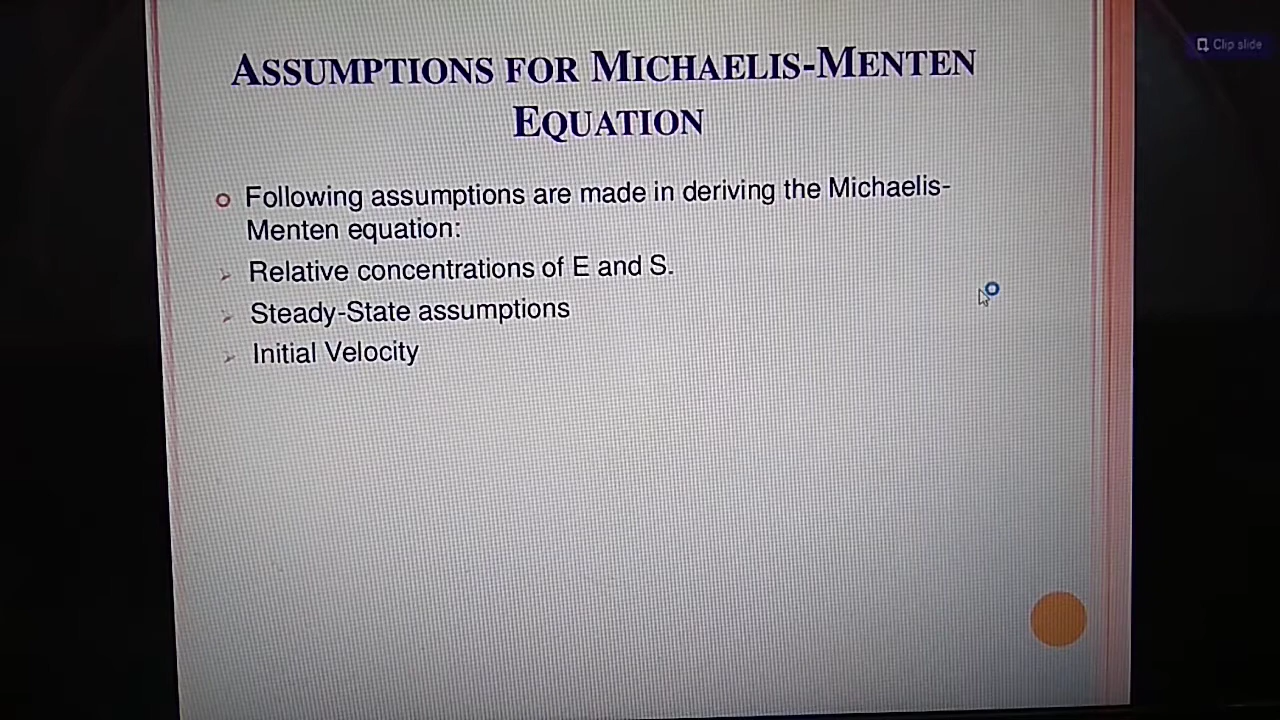 Clip slide
ASSUMPTIONS FOR MICHAELIS-MENTEN
EQUATION
Following assumptions are made in deriving the Michaelis-
Menten equation:
Relative concentrations of E and S.
Steady-State assumptions
Initial Velocity